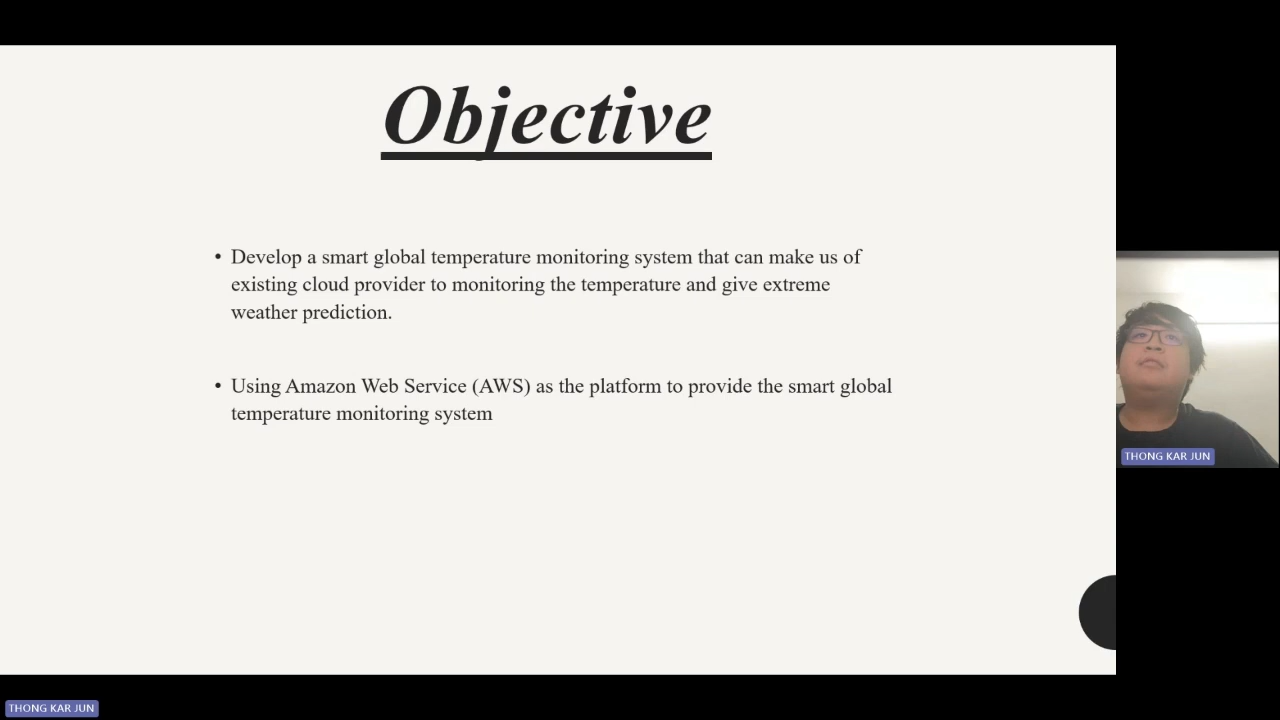 Objective
• Develop a smart global temperature monitoring system that can make us of
existing cloud provider to monitoring the temperature and give extreme
weather prediction.
• Using Amazon Web Service (AWS) as the platform to provide the smart global
temperature monitoring system
THONG KAR JUN
THONG KAR JUN